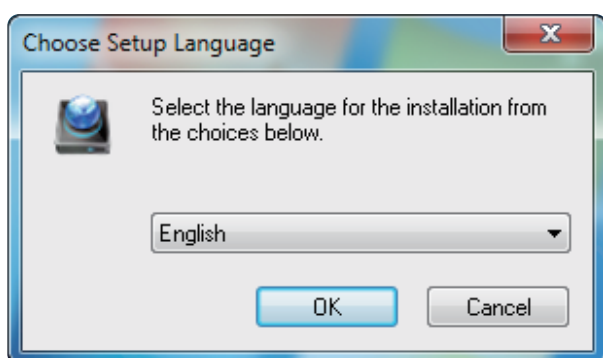 Choose Setup Language
Select the language for the installation from
the choices below.
English
OK
Cancel